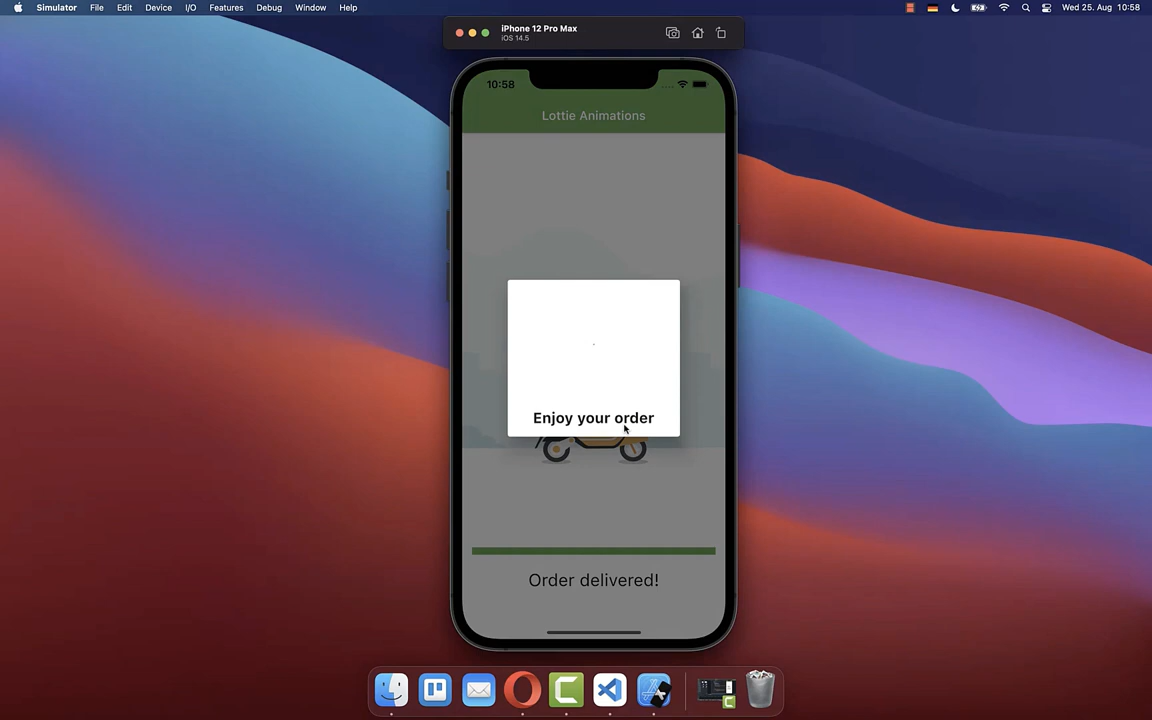 Simulator File Edit Device I/O Features Debug Window Help Wed 25. Aug 10:58
iPhone 12 Pro Max
iOS 14.5
10:58
Lottie Animations
Enjoy your order
Order delivered!